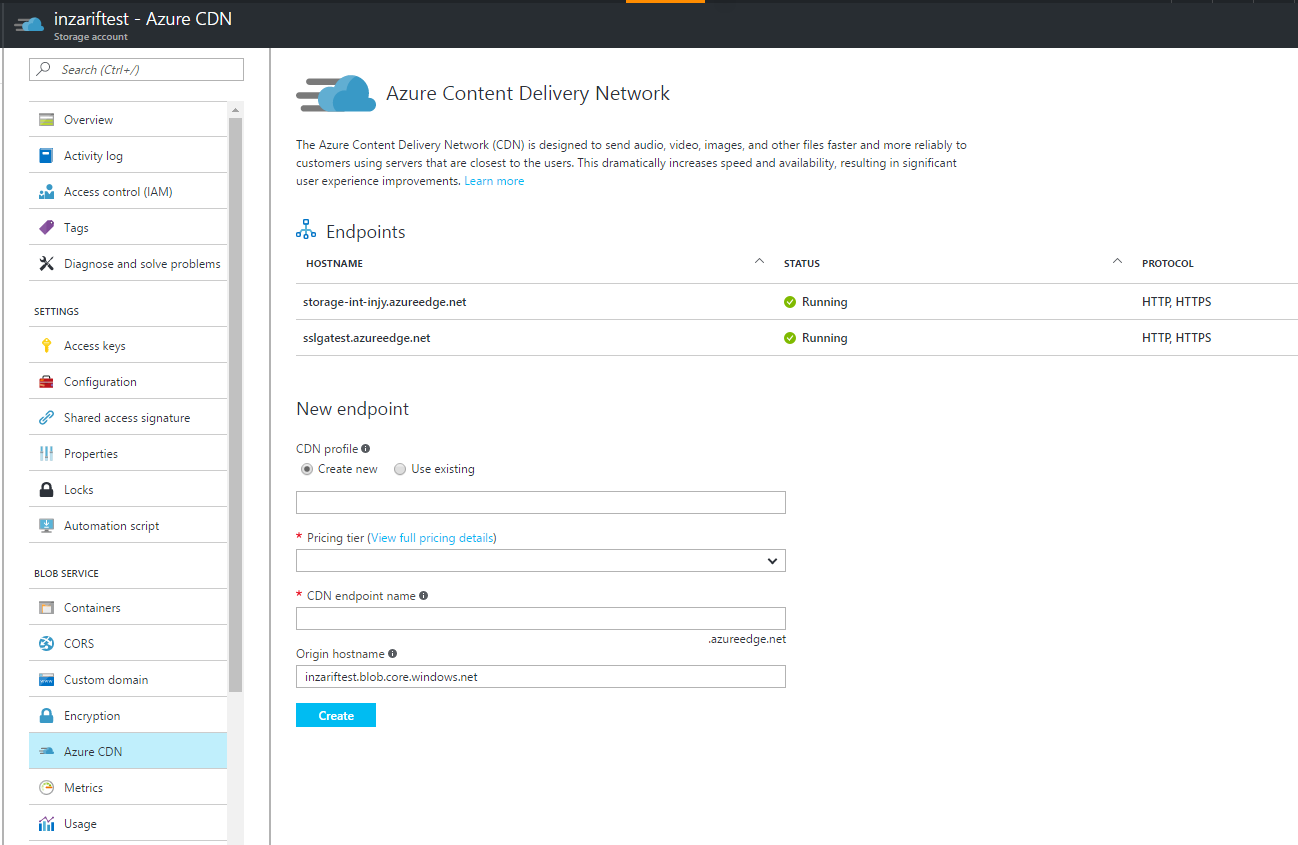 inzariftest - Azure CDN
Storage account
Search (Ctrl+/)
Overview
Activity log
Access control (IAM)
Tags
Diagnose and solve problems
SETTINGS
Access keys
Configuration
Shared access signature
Properties
Locks
Automation script
BLOB SERVICE
Containers
CORS
Custom domain
Encryption
Azure CDN
Metrics
Usage
Azure Content Delivery Network
The Azure Content Delivery Network (CDN) is designed to send audio, video, images, and other files faster and more reliably to
customers using servers that are closest to the users. This dramatically increases speed and availability, resulting in significant
user experience improvements. Learn more
Endpoints
HOSTNAME STATUS PROTOCOL
storage-int-injy.azureedge.net Running HTTP, HTTPS
sslgatest.azureedge.net Running HTTP, HTTPS
New endpoint
CDN profile
Create new Use existing
* Pricing tier (View full pricing details)
* CDN endpoint name
.azureedge.net
Origin hostname
inzariftest.blob.core.windows.net
Create